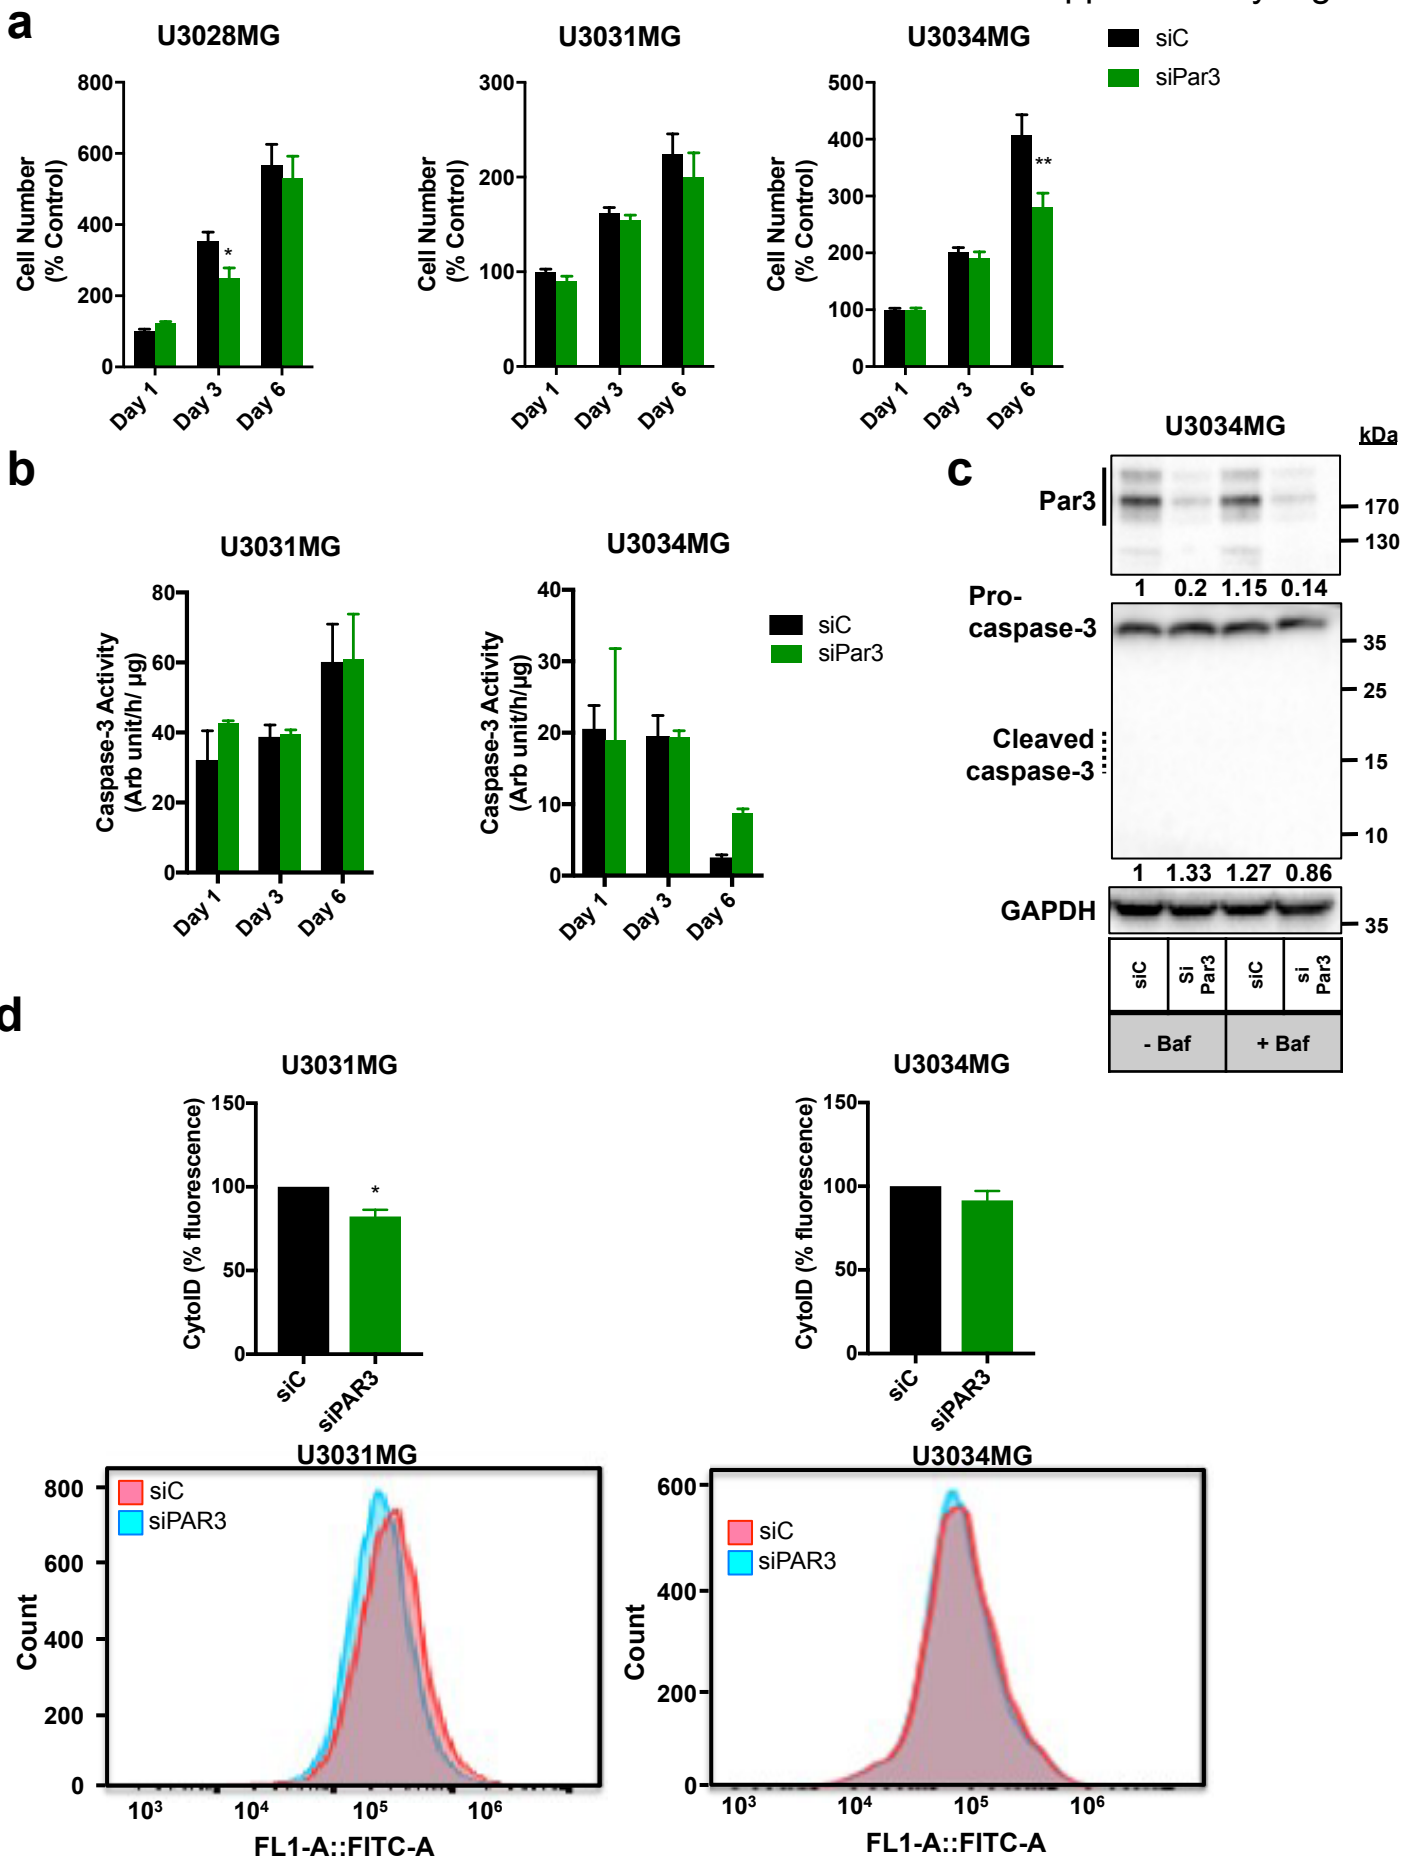 a
U3028MG
U3031MG
U3034MG
siC
siPar3
Cell Number
(% Control)
800
600
400
200
0
*
Day 1
Day 3
Day 6
Cell Number
(% Control)
300
200
100
0
Day 1
Day 3
Day 6
Cell Number
(% Control)
500
400
300
200
100
0
**
Day 1
Day 3
Day 6
b
U3031MG
Caspase-3 Activity
(Arb unit/h/ µg)
80
60
40
20
0
Day 1
Day 3
Day 6
U3034MG
Caspase-3 Activity
(Arb unit/h/µg)
40
30
20
10
0
Day 1
Day 3
Day 6
siC
siPar3
c
U3034MG
kDa
Par3
170
130
1 0.2 1.15 0.14
Pro-
caspase-3
35
25
Cleaved
caspase-3
15
10
1 1.33 1.27 0.86
GAPDH
35
siC
Si
Par3
siC
si
Par3
- Baf
+ Baf
d
U3031MG
CytoID (% fluorescence)
150
100
50
0
*
siC
siPAR3
U3034MG
CytoID (% fluorescence)
150
100
50
0
siC
siPAR3
U3031MG
siC
siPAR3
Count
800
600
400
200
0
10³ 10⁴ 10⁵ 10⁶
FL1-A::FITC-A
U3034MG
siC
siPAR3
Count
600
400
200
0
10³ 10⁴ 10⁵ 10⁶
FL1-A::FITC-A